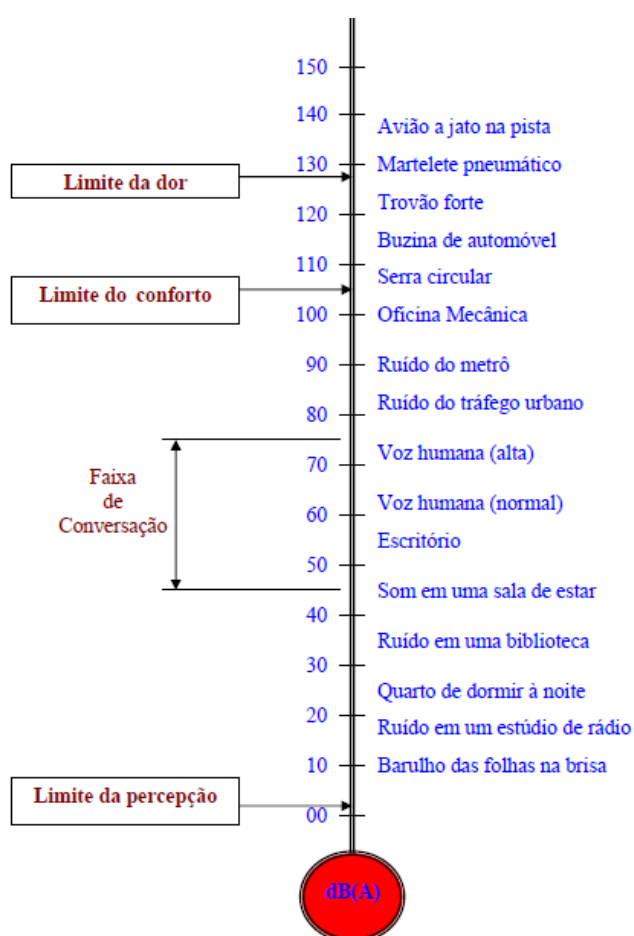 150
140
Avião a jato na pista
130
Martelete pneumático
Limite da dor
Trovão forte
120
Buzina de automóvel
110
Serra circular
Limite do conforto
100
Oficina Mecânica
90
Ruído do metrô
Ruído do tráfego urbano
80
Voz humana (alta)
70
Faixa
de
Conversação
Voz humana (normal)
60
Escritório
50
Som em uma sala de estar
40
Ruído em uma biblioteca
30
Quarto de dormir à noite
20
Ruído em um estúdio de rádio
10
Barulho das folhas na brisa
Limite da percepção
00
dB(A)